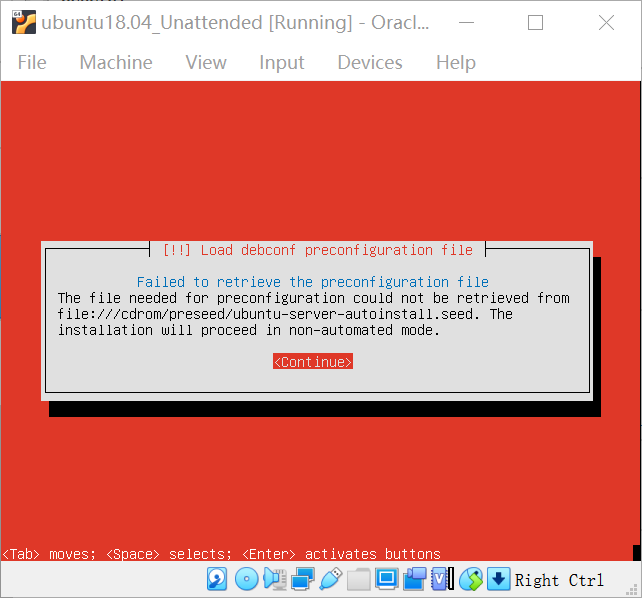 ubuntu18.04_Unattended [Running] - Oracl...
File Machine View Input Devices Help
[!!] Load debconf preconfiguration file
Failed to retrieve the preconfiguration file
The file needed for preconfiguration could not be retrieved from
file:///cdrom/preseed/ubuntu-server-autoinstall.seed. The
installation will proceed in non-automated mode.
<Continue>
<Tab> moves; <Space> selects; <Enter> activates buttons
Right Ctrl